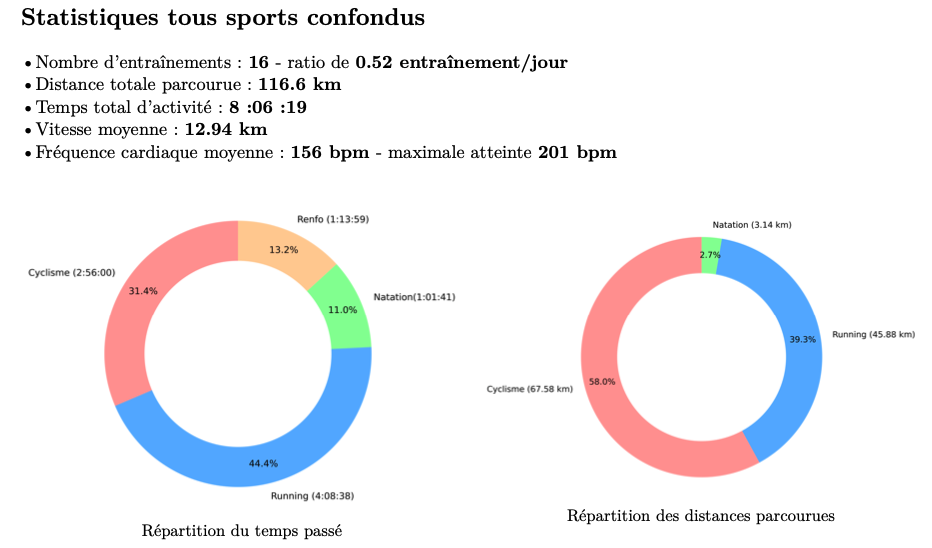 Statistiques tous sports confondus
• Nombre d'entraînements : 16 - ratio de 0.52 entraînement/jour
• Distance totale parcourue : 116.6 km
• Temps total d'activité : 8 :06 :19
• Vitesse moyenne : 12.94 km
• Fréquence cardiaque moyenne : 156 bpm - maximale atteinte 201 bpm
Renfo (1:13:59)
13.2%
Cyclisme (2:56:00)
31.4%
Natation(1:01:41)
11.0%
44.4%
Running (4:08:38)
Répartition du temps passé
Natation (3.14 km)
2.7%
Running (45.88 km)
39.3%
Cyclisme (67.58 km)
58.0%
Répartition des distances parcourues